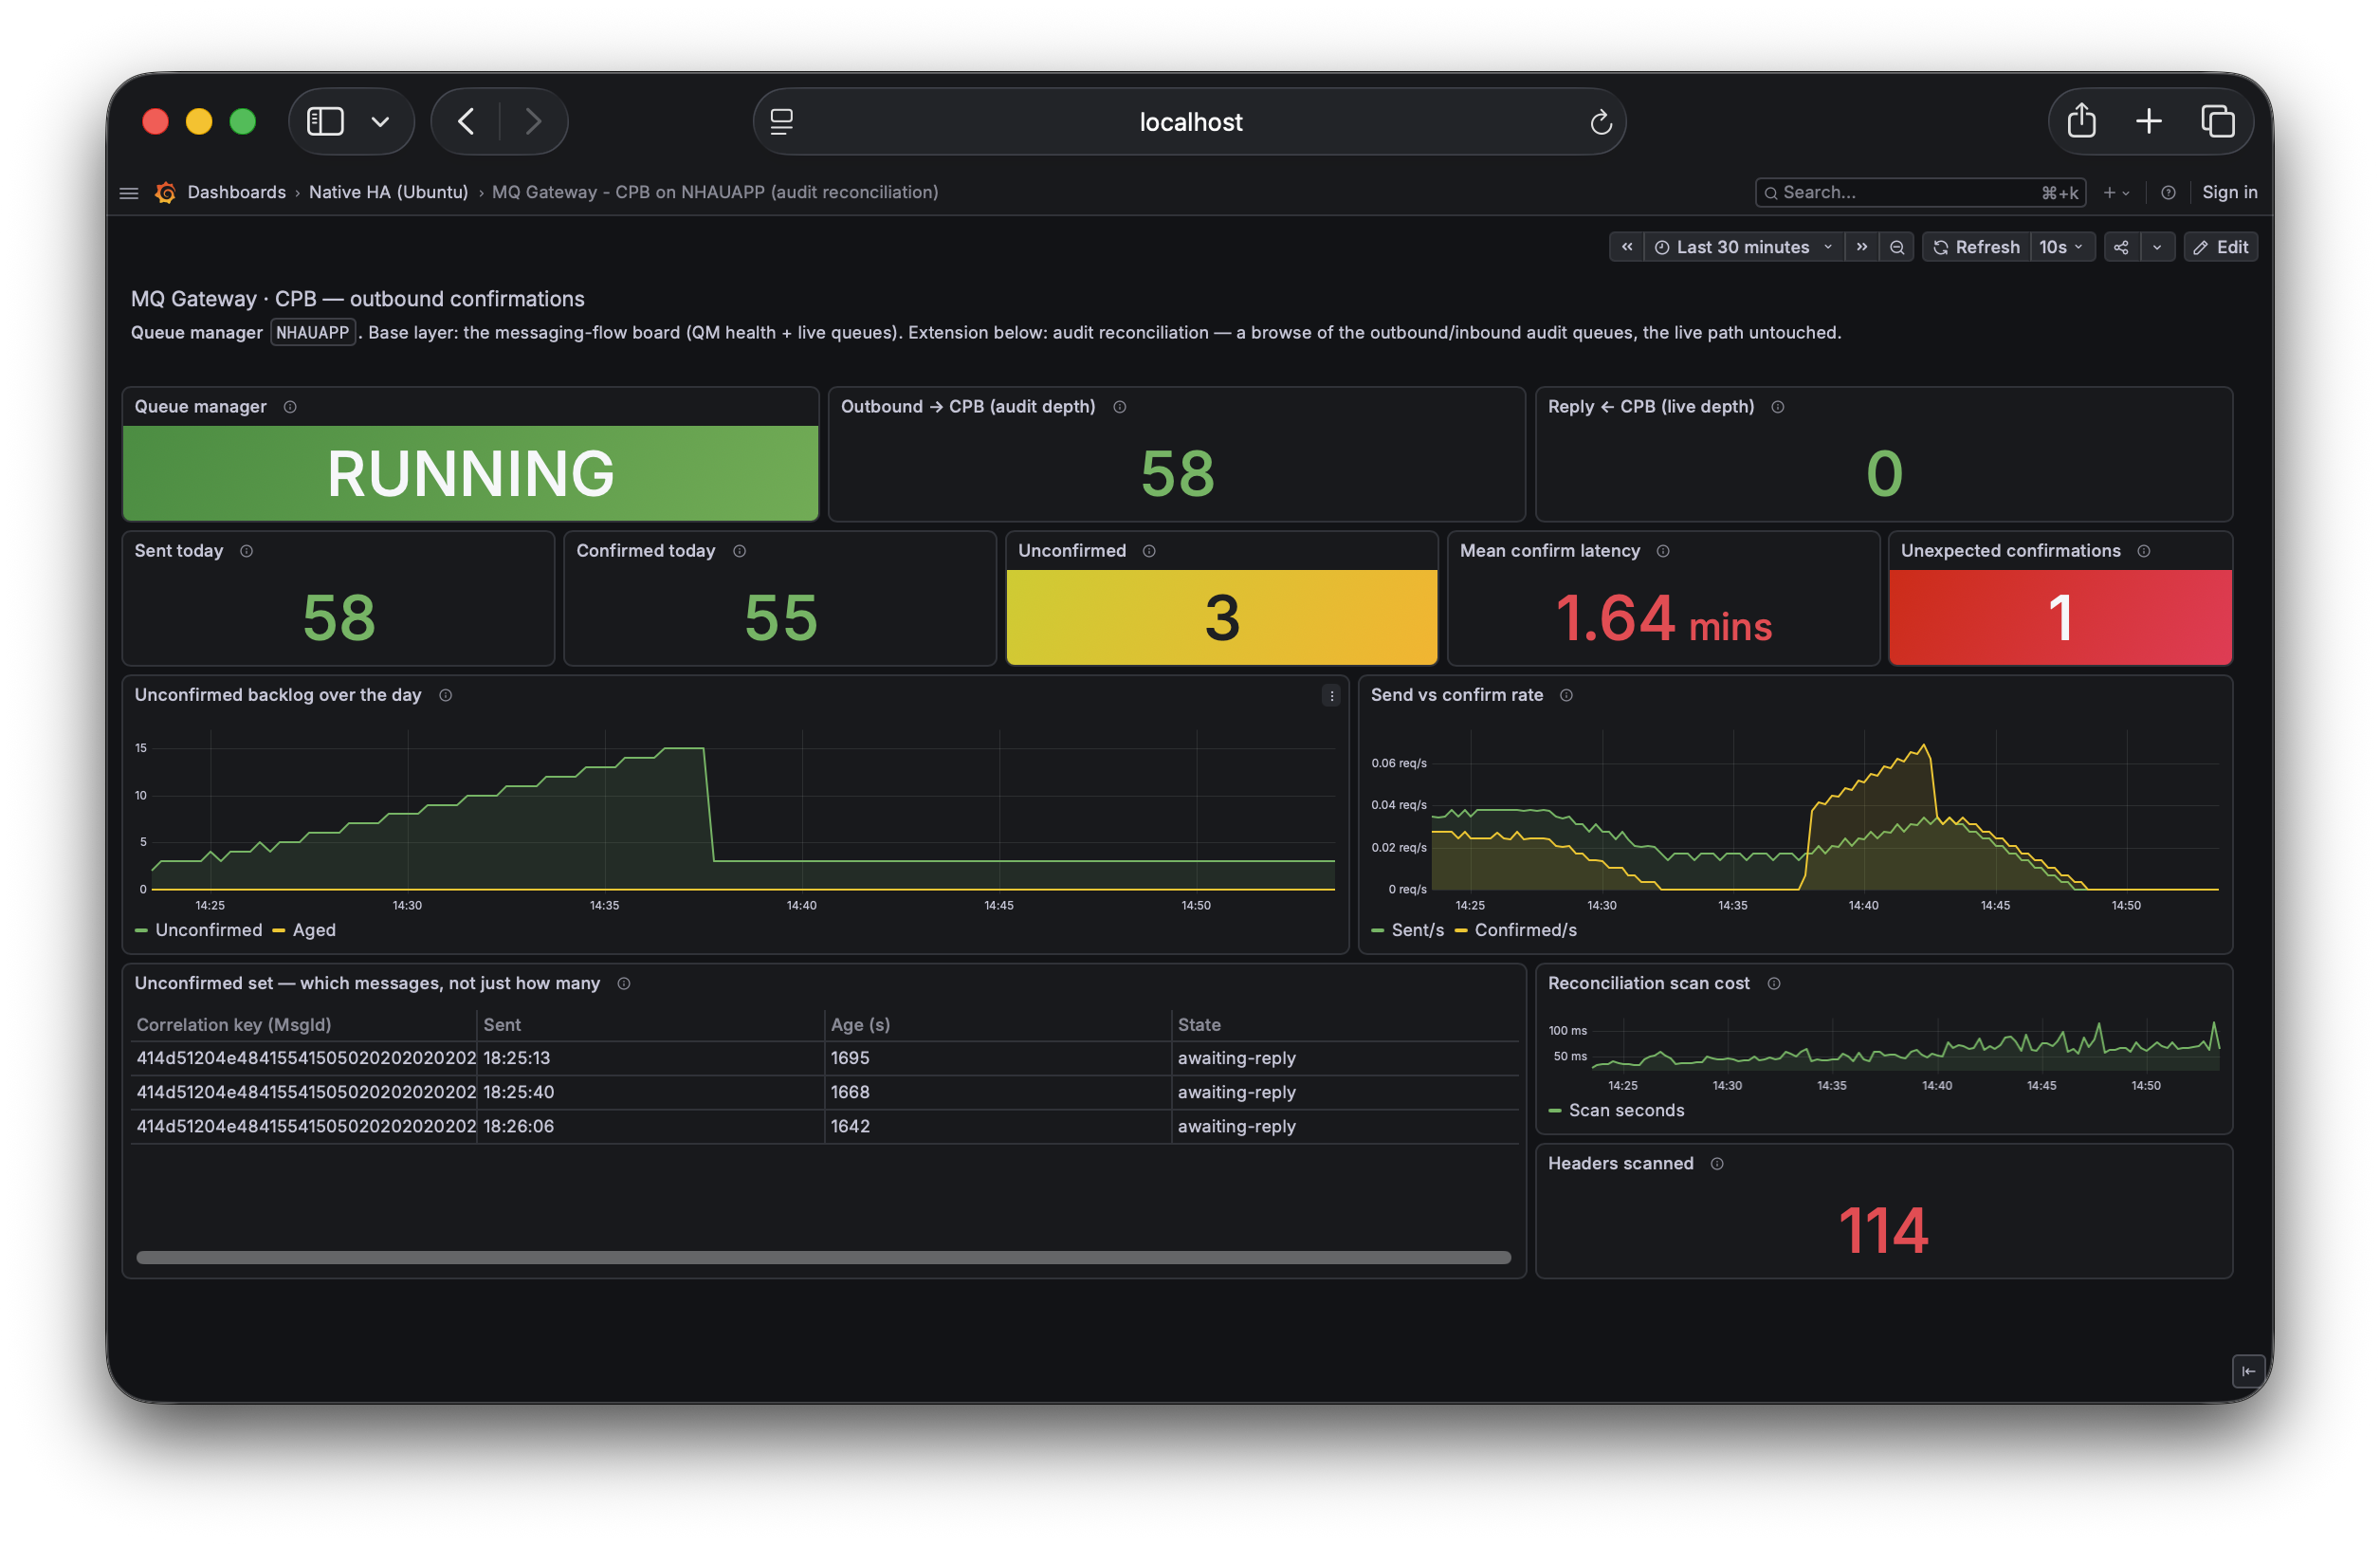 localhost
Dashboards › Native HA (Ubuntu) › MQ Gateway - CPB on NHAUAPP (audit reconciliation)
Search... ⌘+k
Sign in
Last 30 minutes
Refresh 10s
Edit
MQ Gateway · CPB — outbound confirmations
Queue manager NHAUAPP. Base layer: the messaging-flow board (QM health + live queues). Extension below: audit reconciliation — a browse of the outbound/inbound audit queues, the live path untouched.
Queue manager
RUNNING
Outbound → CPB (audit depth)
58
Reply ← CPB (live depth)
0
Sent today
58
Confirmed today
55
Unconfirmed
3
Mean confirm latency
1.64 mins
Unexpected confirmations
1
Unconfirmed backlog over the day
15
10
5
0
14:25 14:30 14:35 14:40 14:45 14:50
Unconfirmed Aged
Send vs confirm rate
0.06 req/s
0.04 req/s
0.02 req/s
0 req/s
14:25 14:30 14:35 14:40 14:45 14:50
Sent/s Confirmed/s
Unconfirmed set — which messages, not just how many
Correlation key (MsgId) Sent Age (s) State
414d51204e484155415050202020202020202 18:25:13 1695 awaiting-reply
414d51204e484155415050202020202020202 18:25:40 1668 awaiting-reply
414d51204e484155415050202020202020202 18:26:06 1642 awaiting-reply
Reconciliation scan cost
100 ms
50 ms
14:25 14:30 14:35 14:40 14:45 14:50
Scan seconds
Headers scanned
114